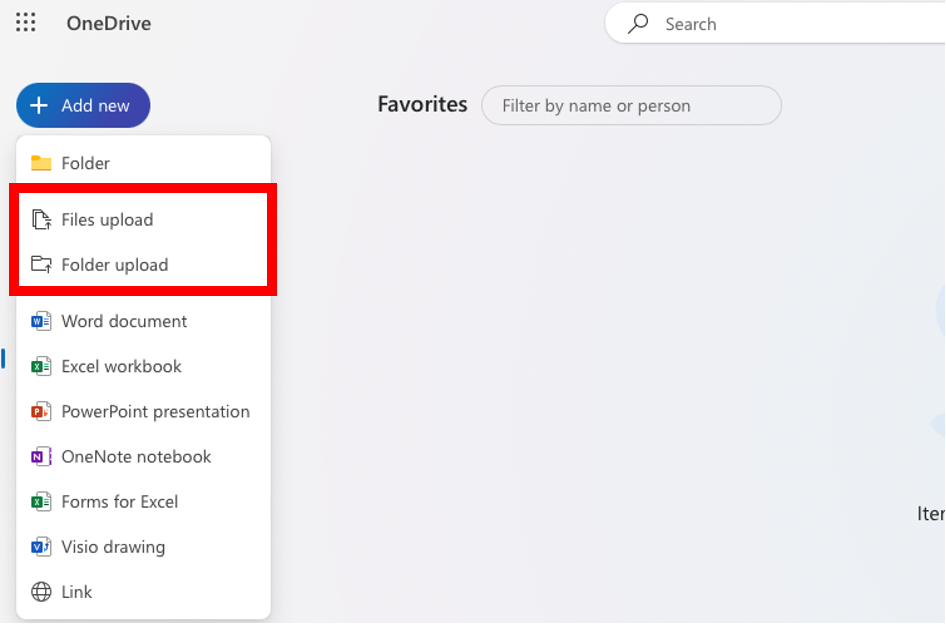 OneDrive
Search
Add new
Favorites
Filter by name or person
Folder
Files upload
Folder upload
Word document
Excel workbook
PowerPoint presentation
OneNote notebook
Forms for Excel
Visio drawing
Link